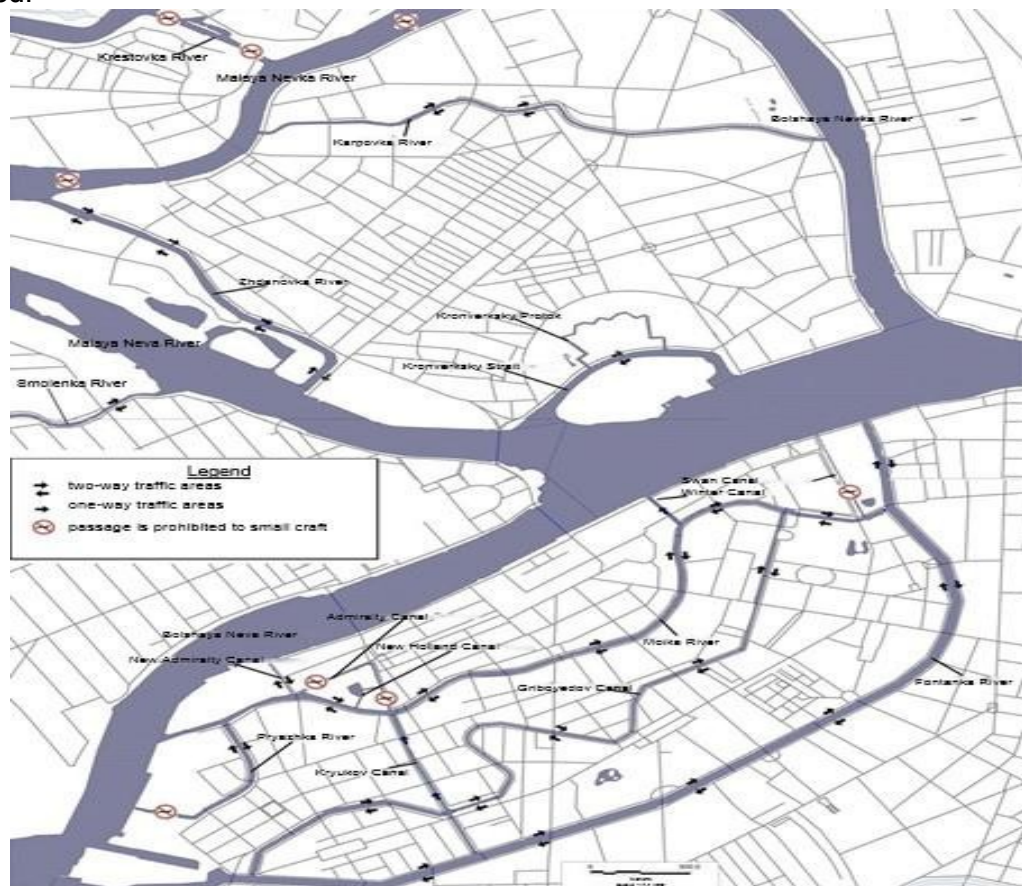 Krestovka River
Malaya Nevka River
Bolshaya Nevka River
Karpovka River
Zhdanovka River
Kronverksky Protok
Malaya Neva River
Kronverksky Strait
Smolenka River
Legend
two-way traffic areas
one-way traffic areas
passage is prohibited to small craft
Swan Canal
Winter Canal
Admiralty Canal
Bolshaya Neva River
New Holland Canal
Moika River
New Admiralty Canal
Griboyedov Canal
Fontanka River
Pryazhka River
Kryukov Canal